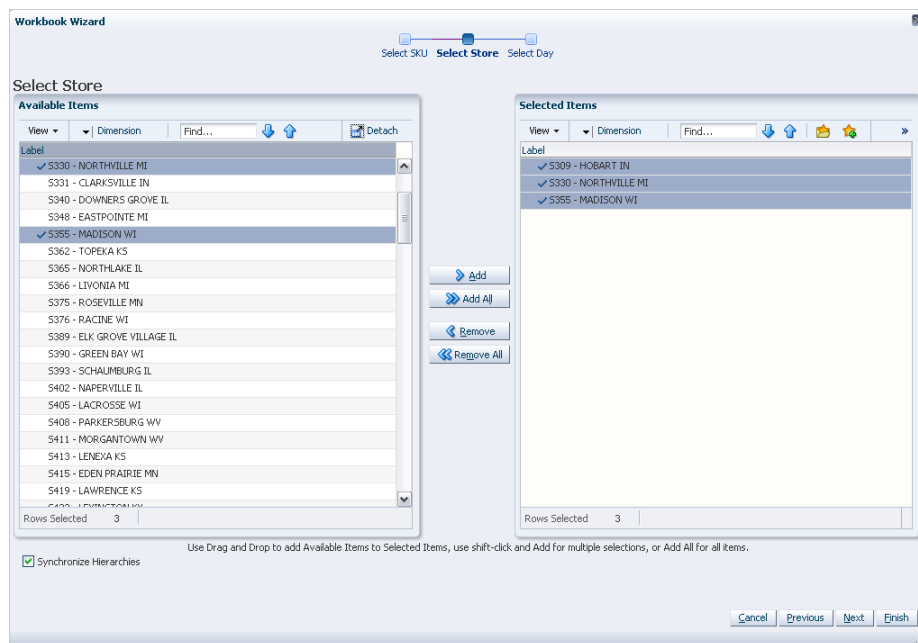 Workbook Wizard
Select SKU Select Store Select Day
Select Store
Available Items
View Dimension Find... Detach
Label
S330 - NORTHVILLE MI
S331 - CLARKSVILLE IN
S340 - DOWNERS GROVE IL
S348 - EASTPOINTE MI
S355 - MADISON WI
S362 - TOPEKA KS
S365 - NORTHLAKE IL
S366 - LIVONIA MI
S375 - ROSEVILLE MN
S376 - RACINE WI
S389 - ELK GROVE VILLAGE IL
S390 - GREEN BAY WI
S393 - SCHAUMBURG IL
S402 - NAPERVILLE IL
S405 - LACROSSE WI
S408 - PARKERSBURG WV
S411 - MORGANTOWN WV
S413 - LENEXA KS
S415 - EDEN PRAIRIE MN
S419 - LAWRENCE KS
Rows Selected 3
Add
Add All
Remove
Remove All
Selected Items
View Dimension Find... »
Label
S309 - HOBART IN
S330 - NORTHVILLE MI
S355 - MADISON WI
Rows Selected 3
Use Drag and Drop to add Available Items to Selected Items, use shift-click and Add for multiple selections, or Add All for all items.
Synchronize Hierarchies
Cancel Previous Next Finish